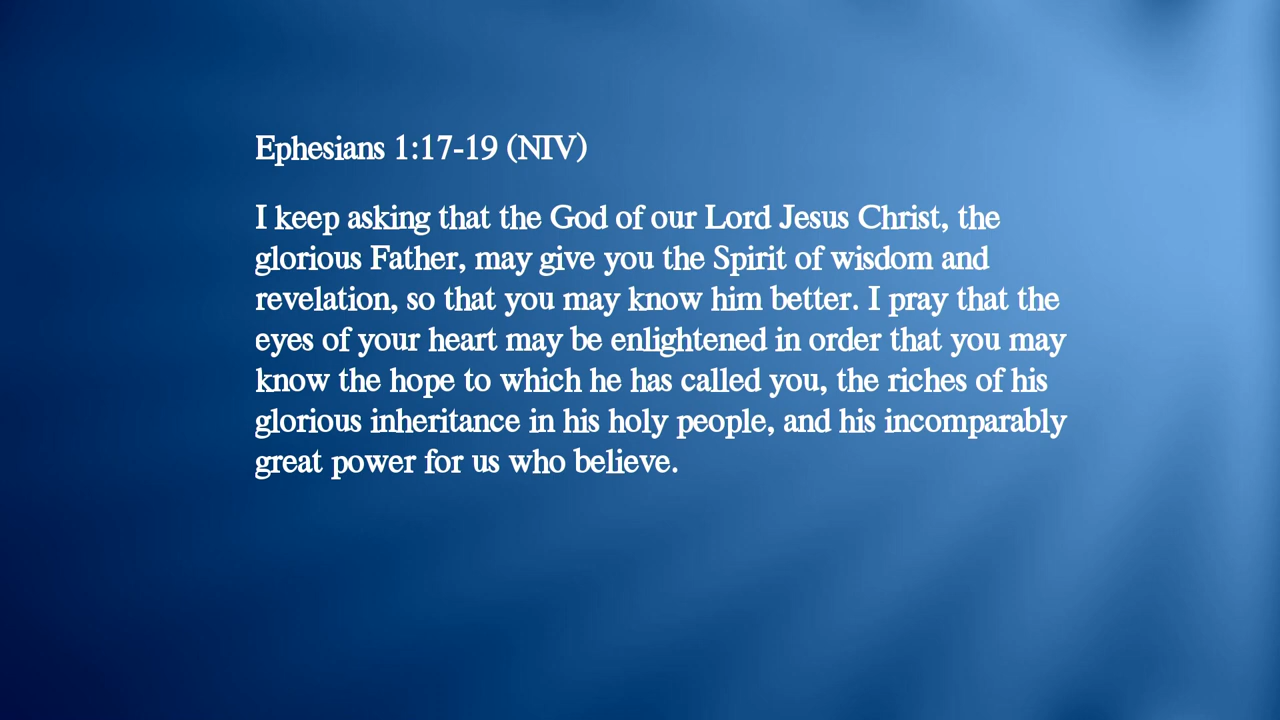 Ephesians 1:17-19 (NIV)
I keep asking that the God of our Lord Jesus Christ, the
glorious Father, may give you the Spirit of wisdom and
revelation, so that you may know him better. I pray that the
eyes of your heart may be enlightened in order that you may
know the hope to which he has called you, the riches of his
glorious inheritance in his holy people, and his incomparably
great power for us who believe.